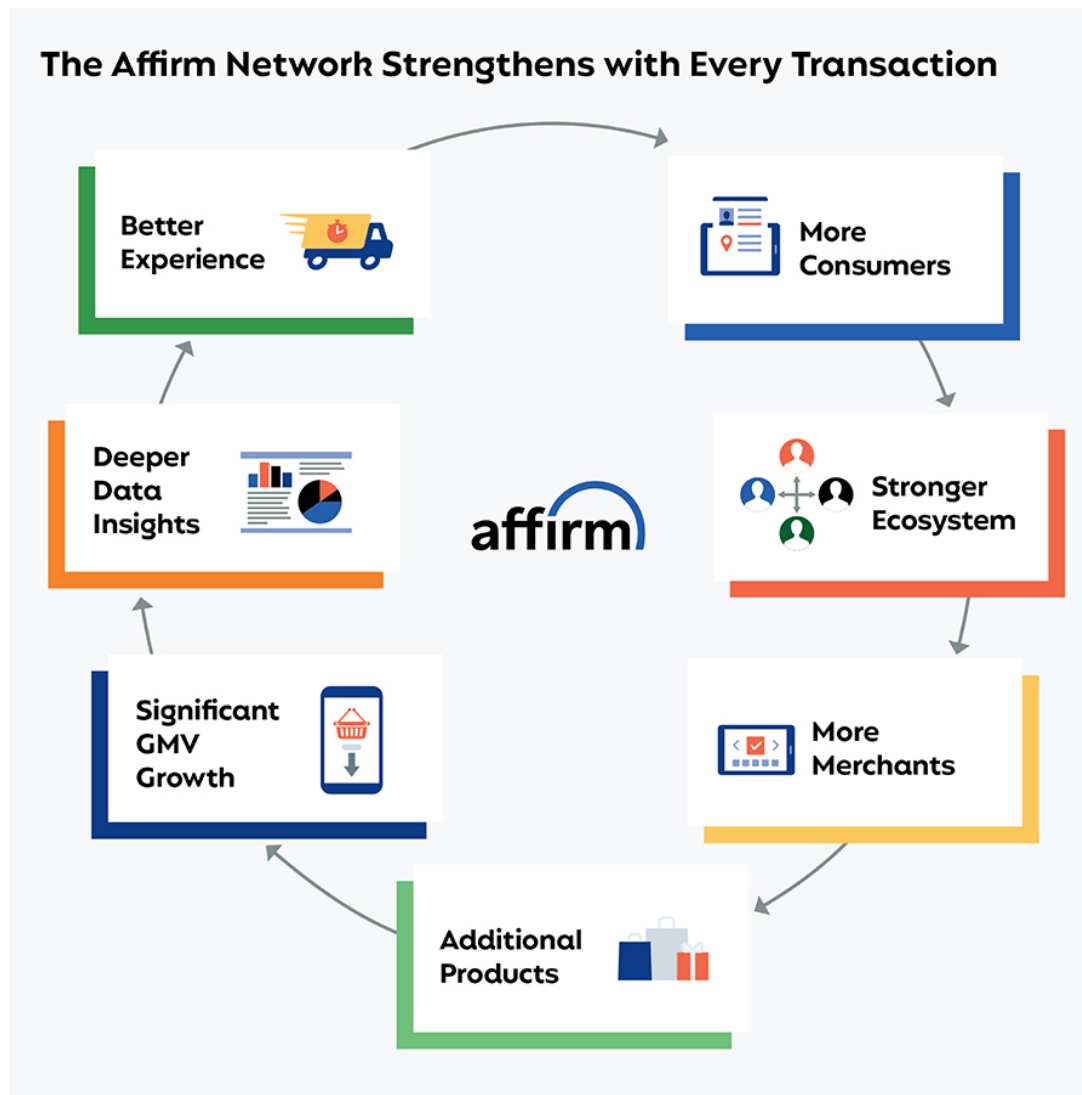 The Affirm Network Strengthens with Every Transaction
Better
Experience
More
Consumers
Deeper
Data
Insights
affirm
Stronger
Ecosystem
Significant
GMV
Growth
More
Merchants
Additional
Products